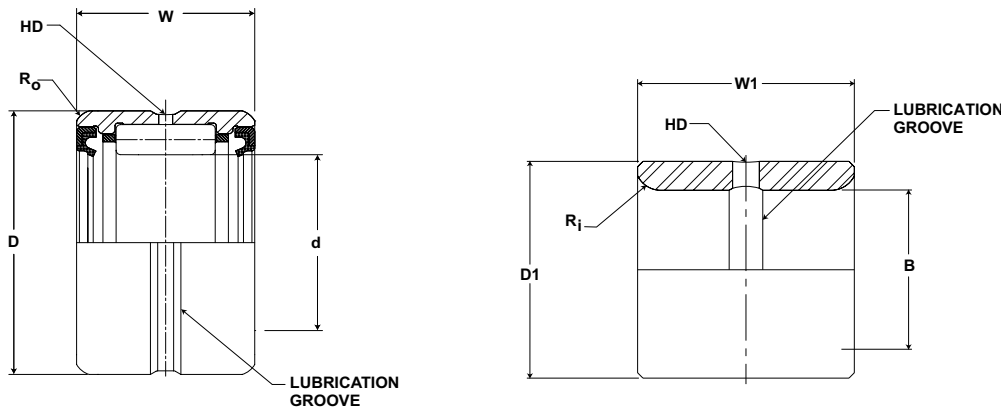 W
HD
Ro
D
d
LUBRICATION
GROOVE
W1
HD
LUBRICATION
GROOVE
Ri
D1
B